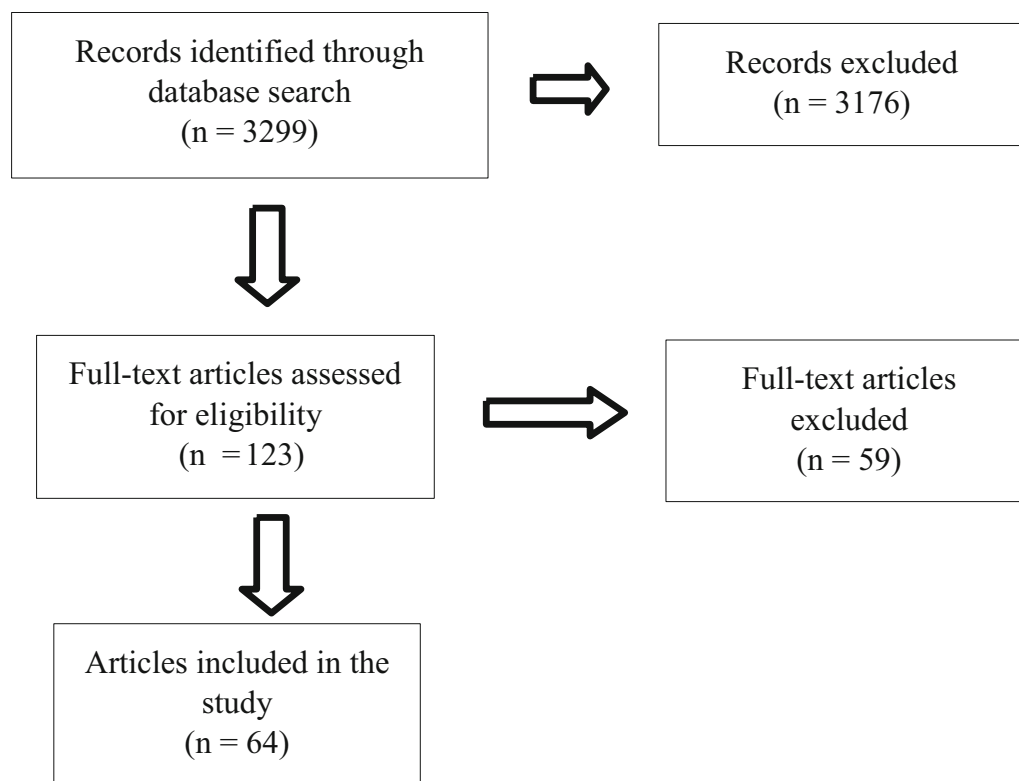 Records identified through
database search
(n = 3299)
Records excluded
(n = 3176)
Full-text articles assessed
for eligibility
(n = 123)
Full-text articles
excluded
(n = 59)
Articles included in the
study
(n = 64)